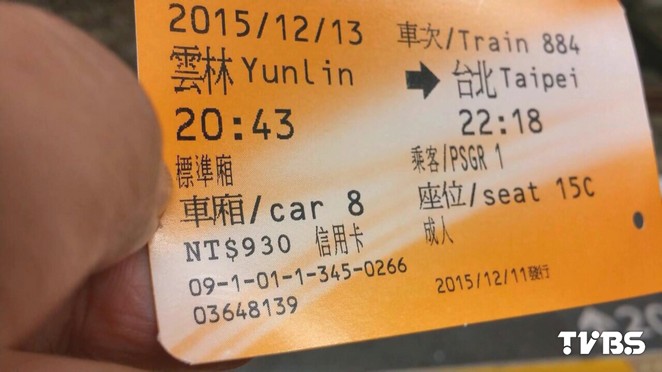 2015/12/13 車次/Train 884
雲林 Yunlin ➡ 台北 Taipei
20:43 22:18
標準廂 乘客/PSGR 1
車廂/car 8 座位/seat 15C
NT$930 信用卡 成人
09-1-01-1-345-0266
03648139 2015/12/11發行
TVBS